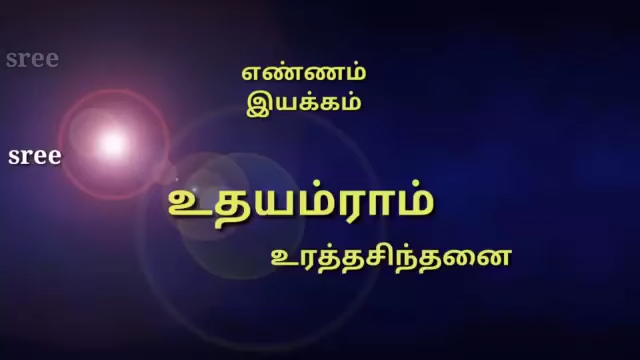 sree
எண்ணம்
இயக்கம்
sree
உதயம்ராம்
உரத்தசிந்தனை